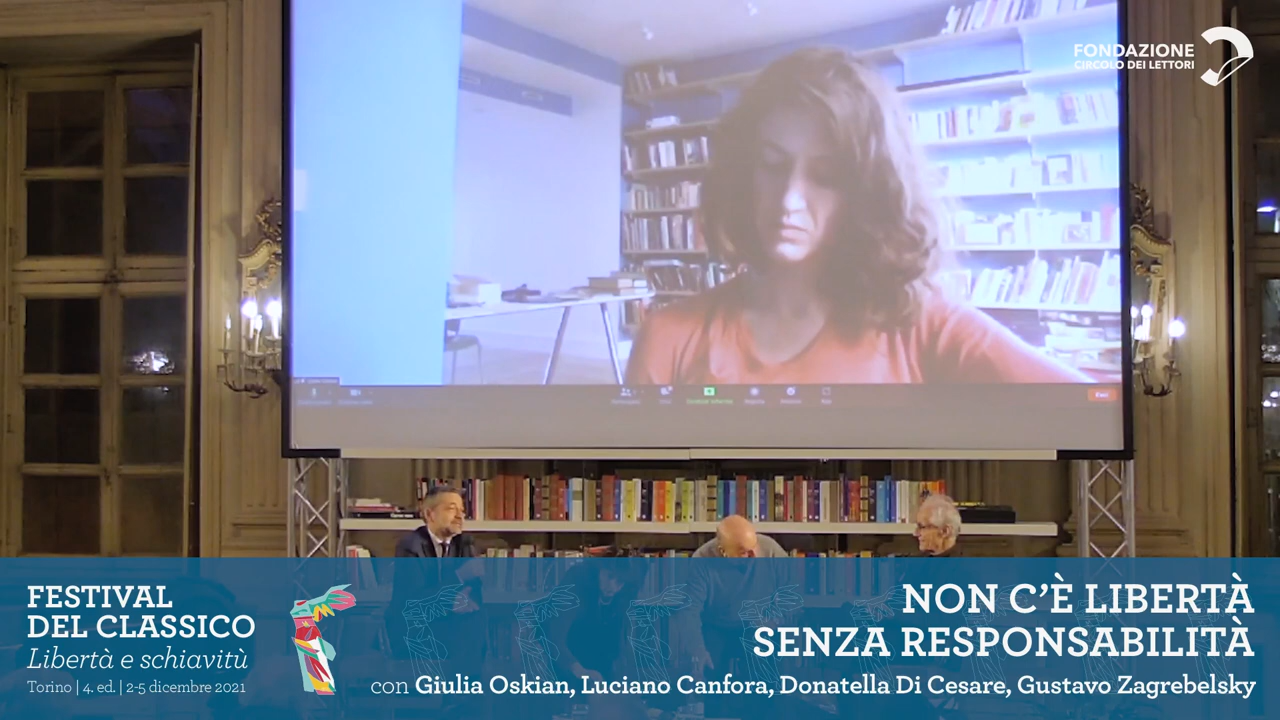 FONDAZIONE
CIRCOLO DEI LETTORI
FESTIVAL
DEL CLASSICO
Libertà e schiavitù
Torino | 4. ed. | 2-5 dicembre 2021
NON C'È LIBERTÀ
SENZA RESPONSABILITÀ
con Giulia Oskian, Luciano Canfora, Donatella Di Cesare, Gustavo Zagrebelsky